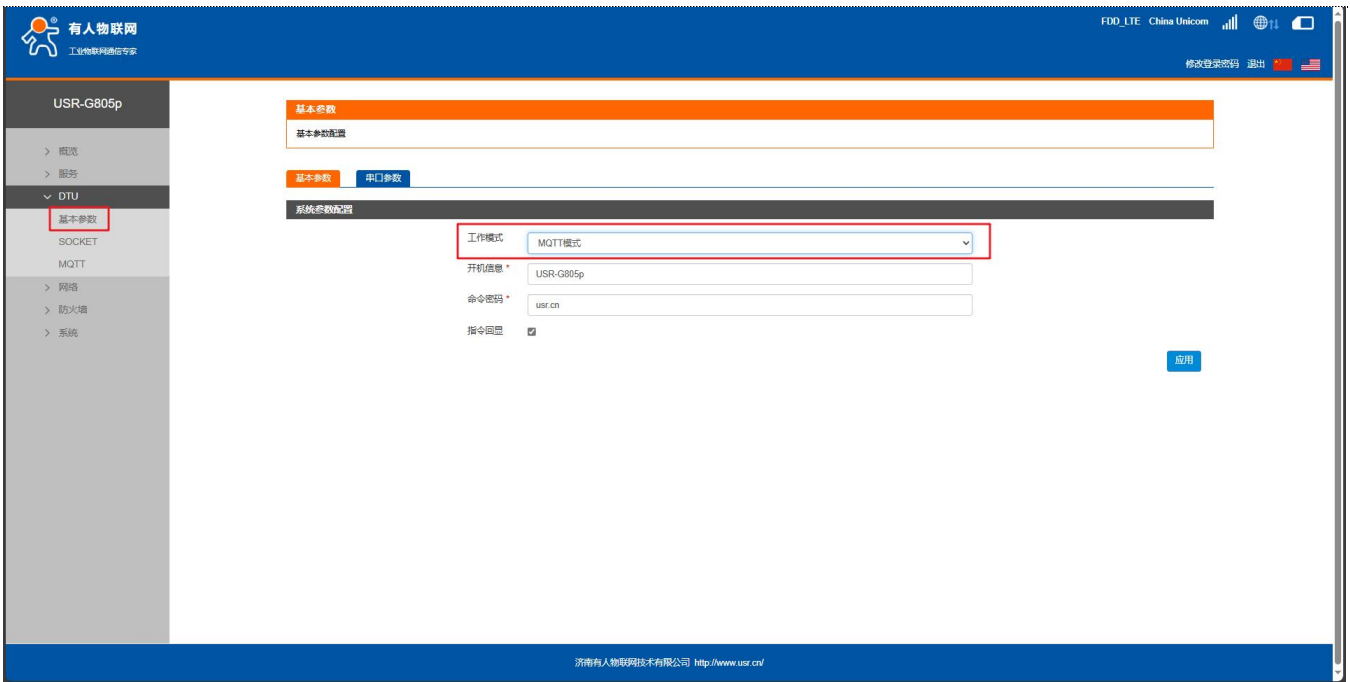 有人物联网
工业物联网通信专家
FDD_LTE China Unicom
修改登录密码 退出
USR-G805p
概览
服务
DTU
基本参数
SOCKET
MQTT
网络
防火墙
系统
基本参数
基本参数配置
基本参数 串口参数
系统参数配置
工作模式 MQTT模式
开机信息 * USR-G805p
命令密码 * usr.cn
指令回显
应用
济南有人物联网技术有限公司 http://www.usr.cn/